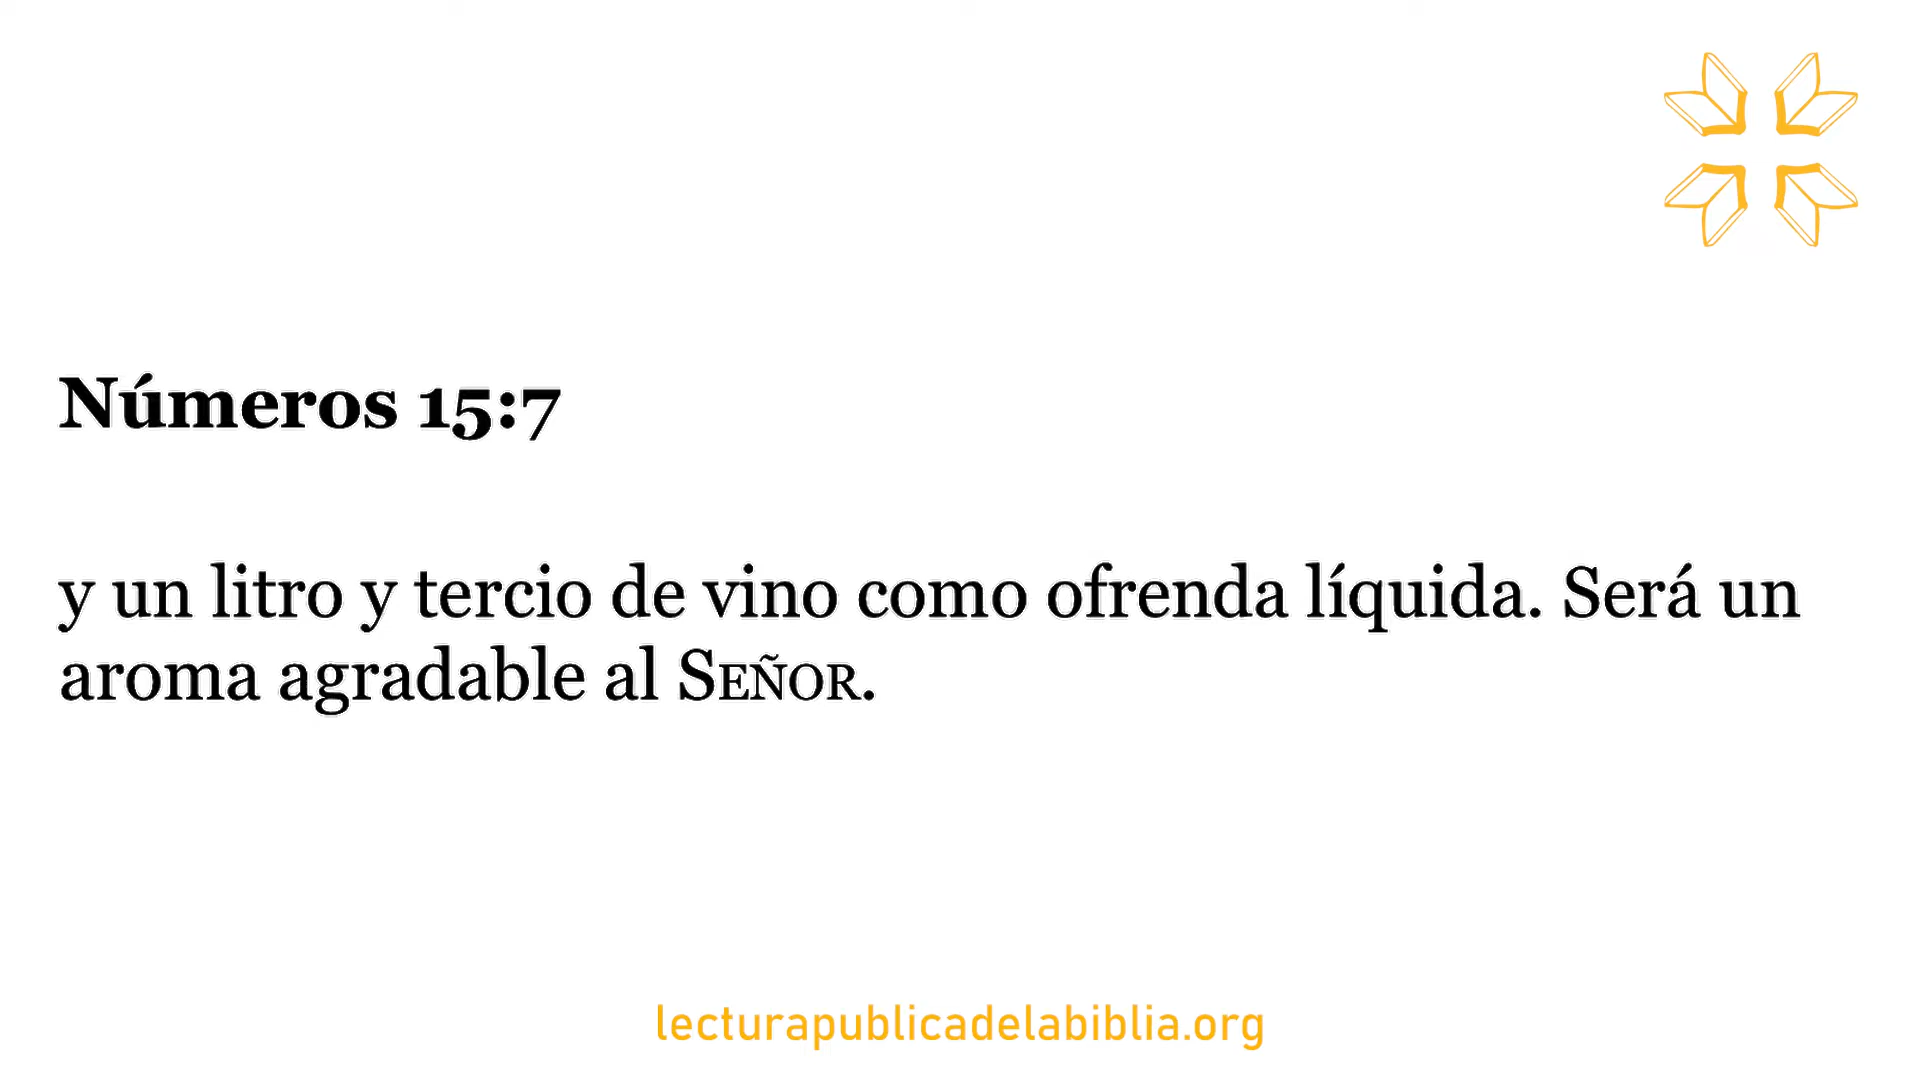 Números 15:7
y un litro y tercio de vino como ofrenda líquida. Será un
aroma agradable al SEÑOR.
lecturapublicadelabiblia.org